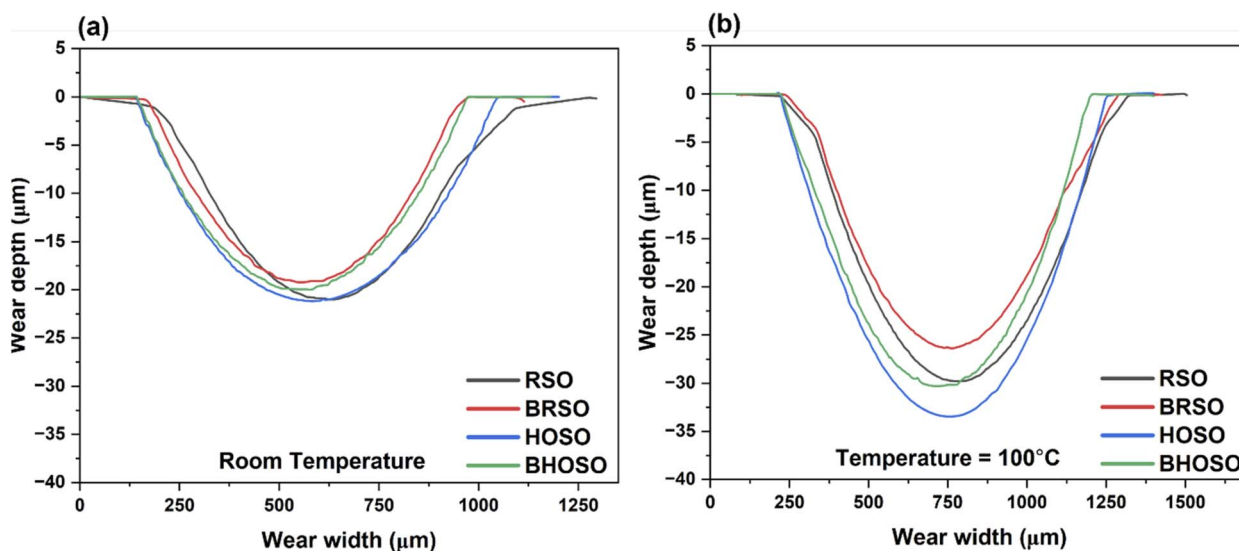 (a)
5
0
−5
−10
−15
−20
−25
−30
−35
−40
Wear depth (μm)
0 250 500 750 1000 1250
Wear width (μm)
RSO
BRSO
HOSO
BHOSO
Room Temperature
(b)
5
0
−5
−10
−15
−20
−25
−30
−35
−40
Wear depth (μm)
0 250 500 750 1000 1250 1500
Wear width (μm)
RSO
BRSO
HOSO
BHOSO
Temperature = 100°C